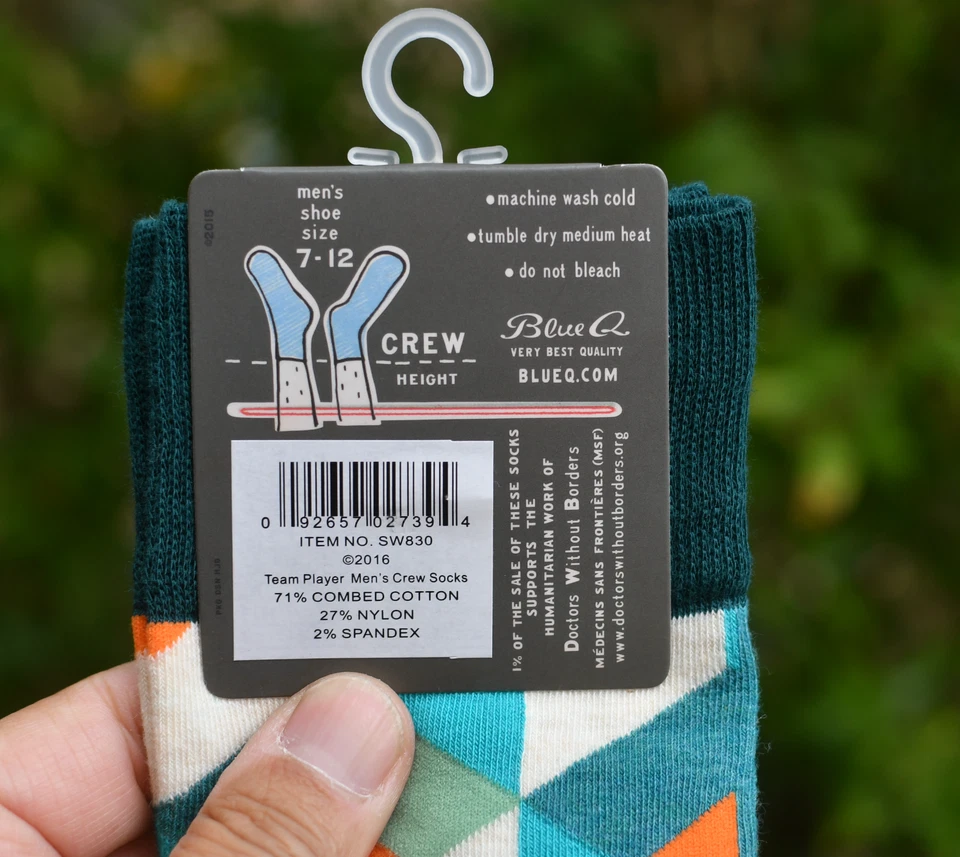 ©2015
men's
shoe
size
7-12
•machine wash cold
•tumble dry medium heat
• do not bleach
CREW
HEIGHT
Blue Q
VERY BEST QUALITY
BLUEQ.COM
0 92657 02739 4
ITEM NO. SW830
©2016
Team Player Men's Crew Socks
71% COMBED COTTON
27% NYLON
2% SPANDEX
1% OF THE SALE OF THESE SOCKS
SUPPORTS THE
HUMANITARIAN WORK OF
Doctors Without Borders
MÉDECINS SANS FRONTIÈRES (MSF)
www.doctorswithoutborders.org